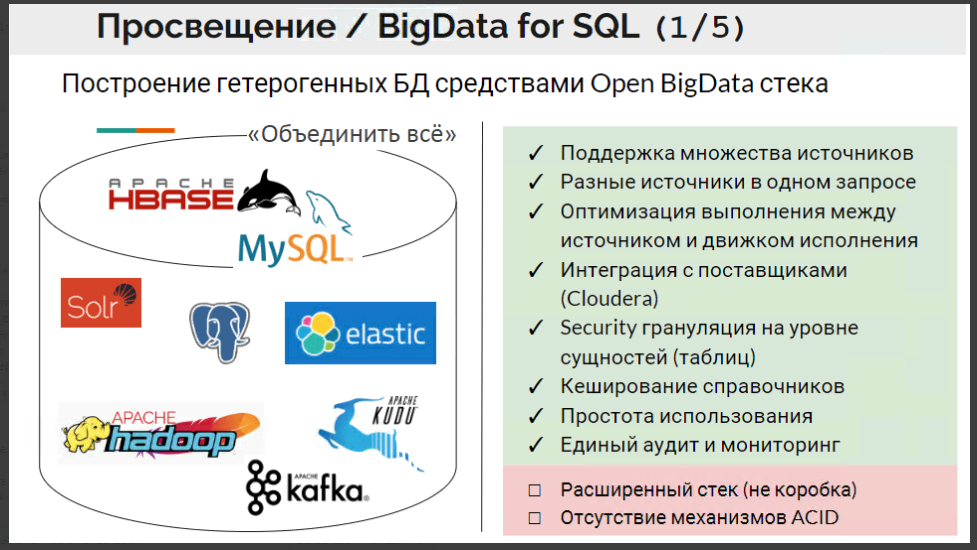 Просвещение / BigData for SQL (1/5)
Построение гетерогенных БД средствами Open BigData стека
«Объединить всё»
APACHE
HBASE
MySQL
Solr
elastic
APACHE
hadoop
APACHE
KUDU
APACHE
kafka
✓ Поддержка множества источников
✓ Разные источники в одном запросе
✓ Оптимизация выполнения между
источником и движком исполнения
✓ Интеграция с поставщиками
(Cloudera)
✓ Security грануляция на уровне
сущностей (таблиц)
✓ Кеширование справочников
✓ Простота использования
✓ Единый аудит и мониторинг
□ Расширенный стек (не коробка)
□ Отсутствие механизмов ACID